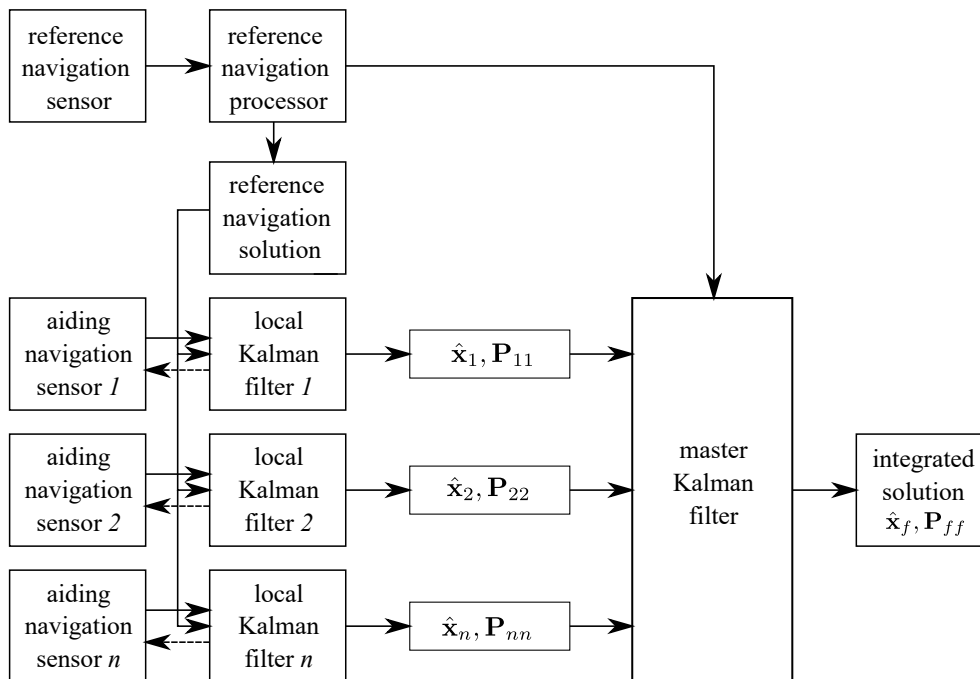 reference
navigation
sensor
reference
navigation
processor
reference
navigation
solution
aiding
navigation
sensor 1
local
Kalman
filter 1
x̂₁, P₁₁
aiding
navigation
sensor 2
local
Kalman
filter 2
x̂₂, P₂₂
aiding
navigation
sensor n
local
Kalman
filter n
x̂ₙ, Pₙₙ
master
Kalman
filter
integrated
solution
x̂_f, P_ff